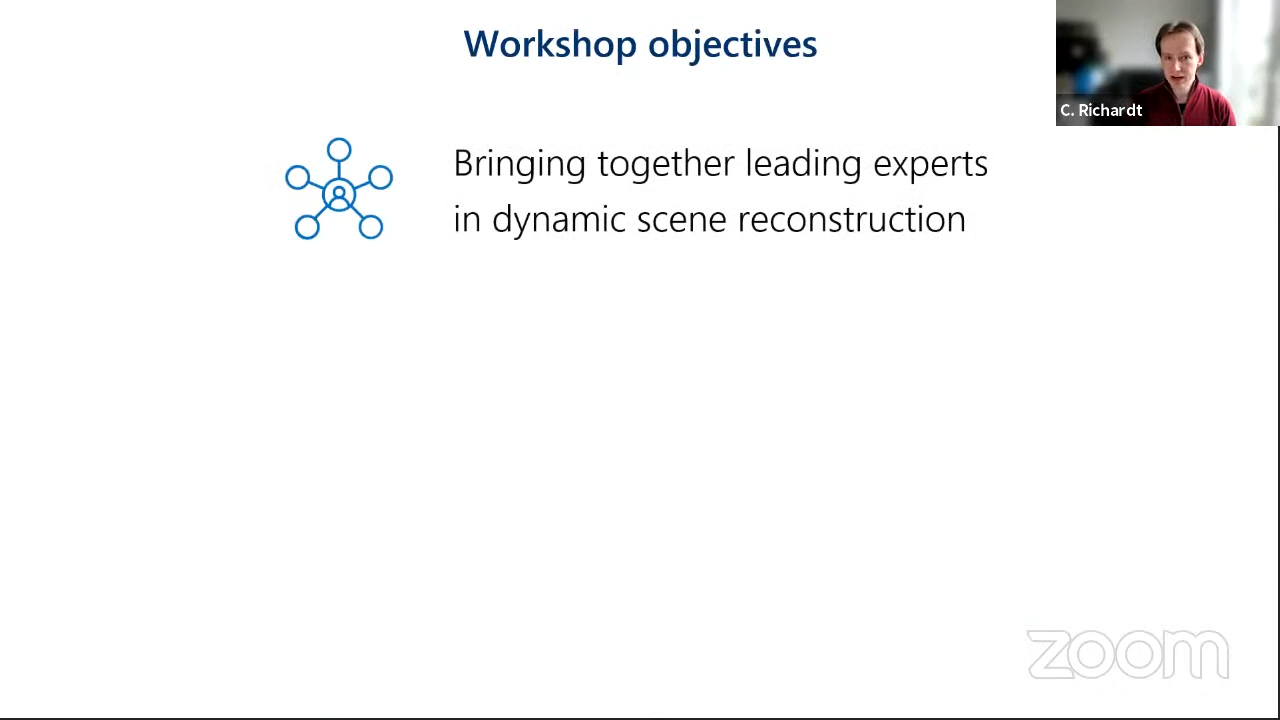 Workshop objectives
C. Richardt
Bringing together leading experts
in dynamic scene reconstruction
zoom